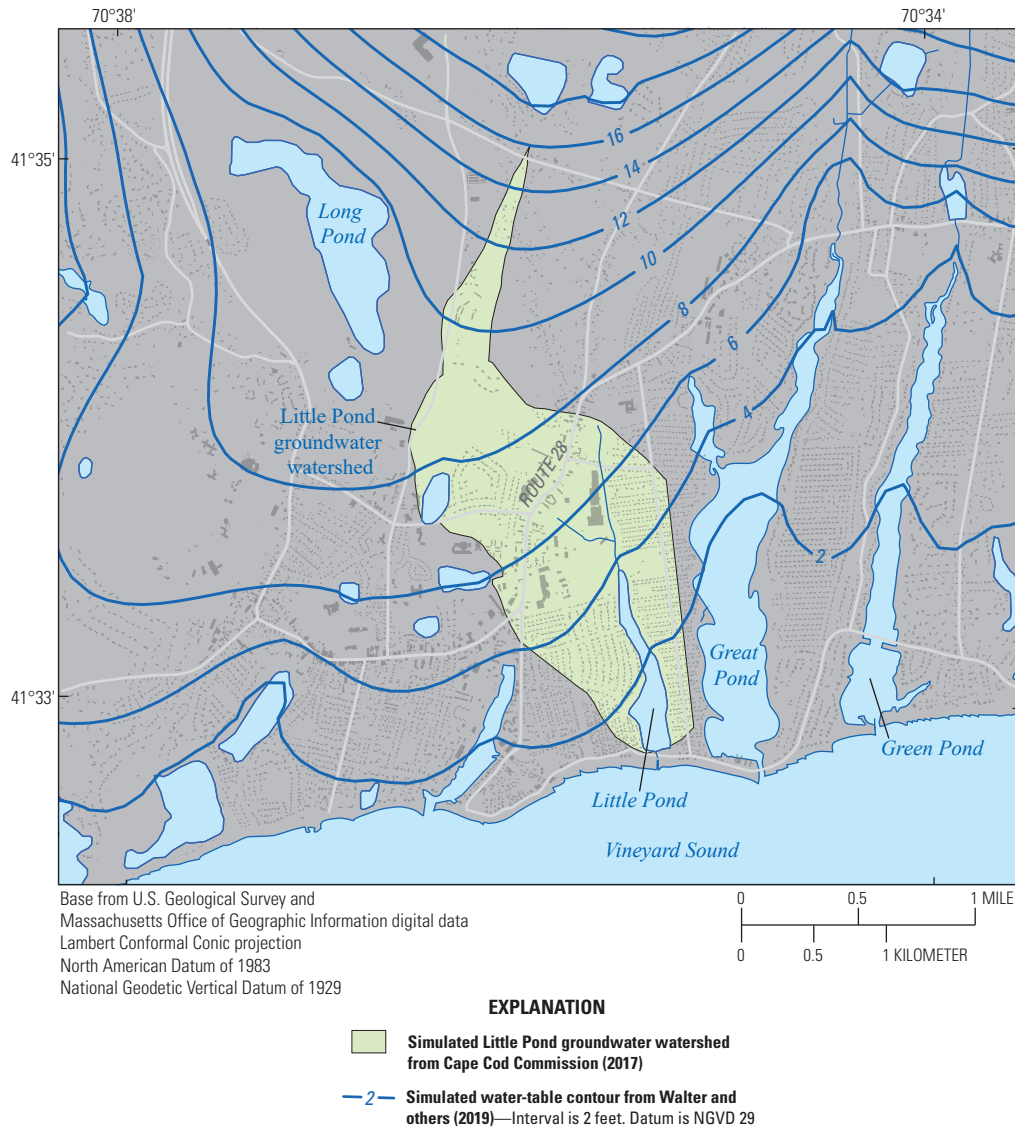 70°38'
70°34'
41°35'
16
14
Long
Pond
12
10
8
6
4
Little Pond
groundwater
watershed
ROUTE 28
2
41°33'
Great
Pond
Green Pond
Little Pond
Vineyard Sound
Base from U.S. Geological Survey and
Massachusetts Office of Geographic Information digital data
Lambert Conformal Conic projection
North American Datum of 1983
National Geodetic Vertical Datum of 1929
0 0.5 1 MILE
0 0.5 1 KILOMETER
EXPLANATION
Simulated Little Pond groundwater watershed
from Cape Cod Commission (2017)
2 Simulated water-table contour from Walter and
others (2019)—Interval is 2 feet. Datum is NGVD 29